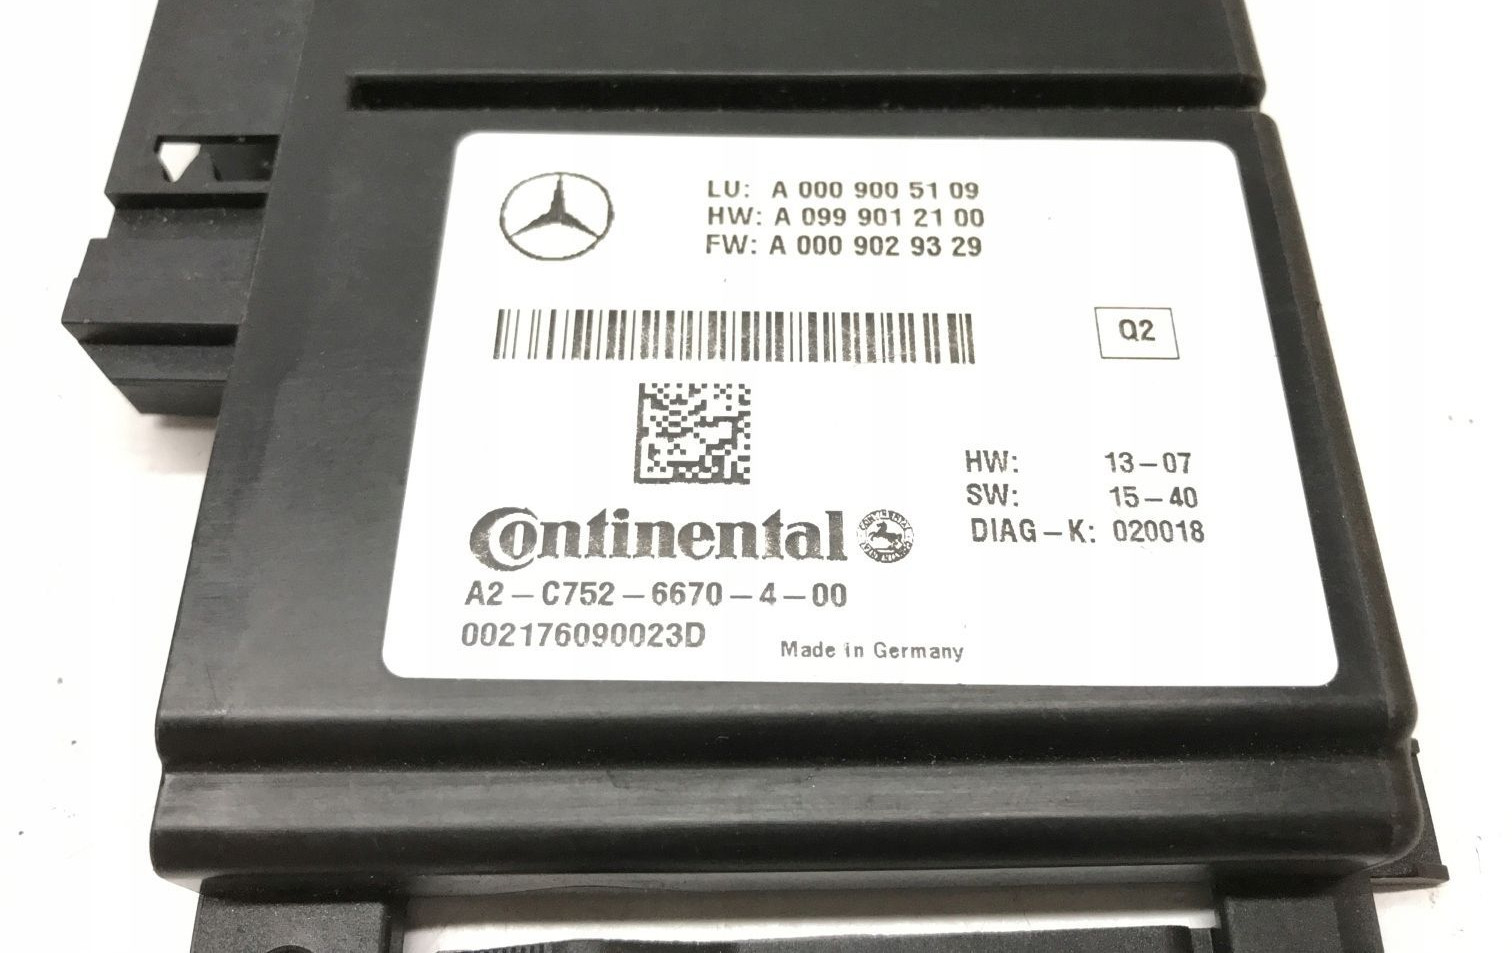 LU: A 000 900 51 09
HW: A 099 901 21 00
FW: A 000 902 93 29
Q2
HW: 13-07
SW: 15-40
DIAG-K: 020018
Continental
A2-C752-6670-4-00
002176090023D
Made in Germany